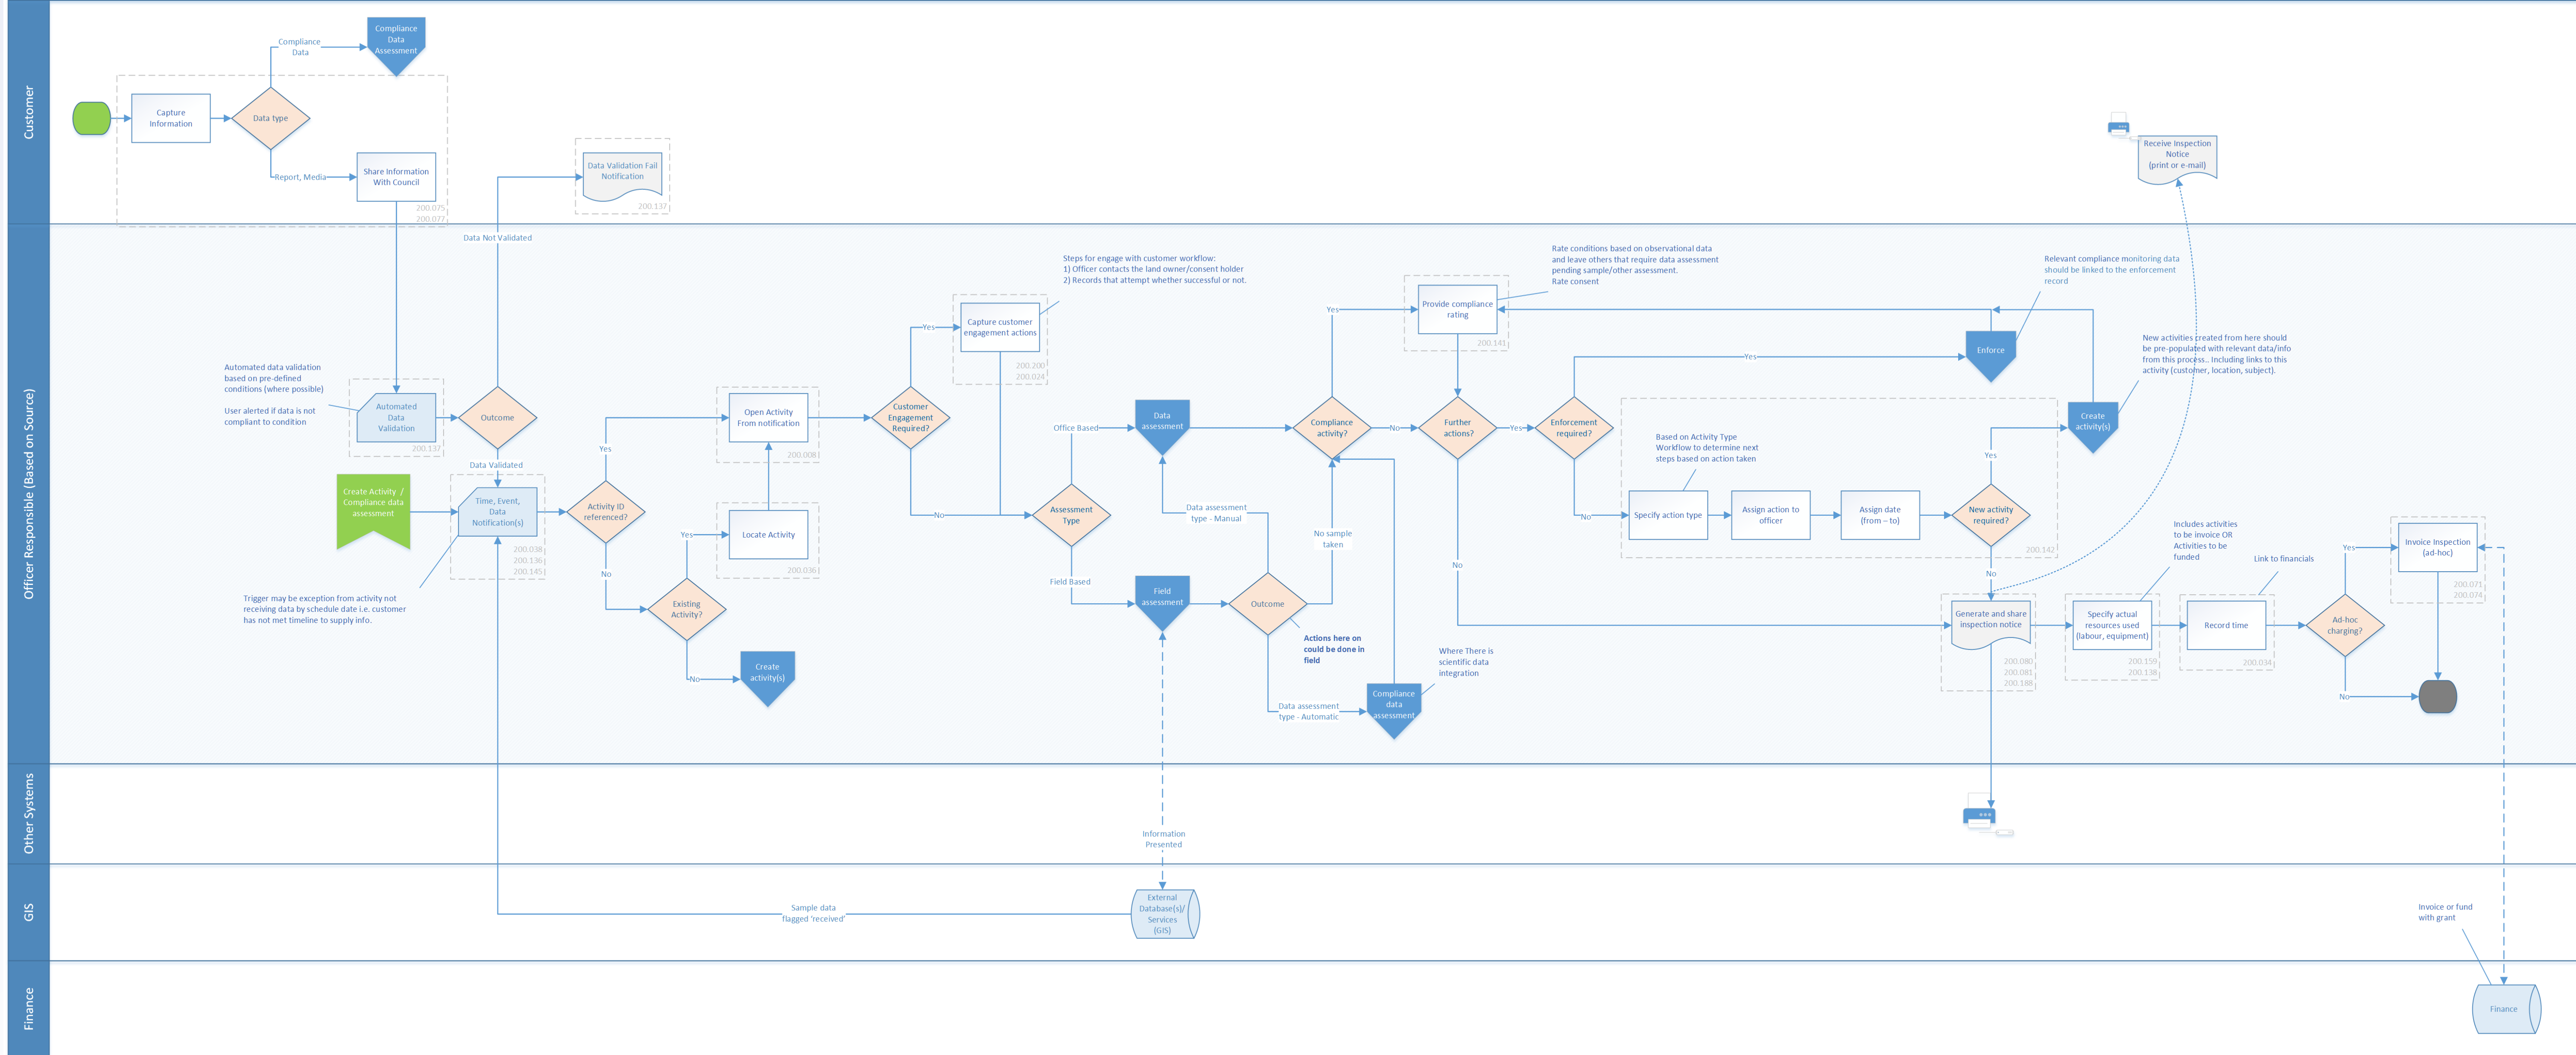 Customer
Compliance
Data
Compliance
Data
Assessment
Capture
Information
Data type
Report, Media
Share Information
With Council
200.075
200.077
Data Validation Fail
Notification
200.137
Receive Inspection
Notice
(print or e-mail)
Officer Responsible (Based on Source)
Data Not Validated
Automated data validation
based on pre-defined
conditions (where possible)
User alerted if data is not
compliant to condition
Automated
Data
Validation
200.137
Outcome
Data Validated
Create Activity /
Compliance data
assessment
Time, Event,
Data
Notification(s)
200.038
200.136
200.145
Trigger may be exception from activity not
receiving data by schedule date i.e. customer
has not met timeline to supply info.
Activity ID
referenced?
Yes
No
Existing
Activity?
Yes
No
Open Activity
From notification
200.008
Locate Activity
200.036
Create
activity(s)
Customer
Engagement
Required?
Yes
No
Steps for engage with customer workflow:
1) Officer contacts the land owner/consent holder
2) Records that attempt whether successful or not.
Capture customer
engagement actions
200.200
200.024
Assessment
Type
Office Based
Field Based
Data
assessment
Data assessment
type - Manual
Field
assessment
Outcome
No sample
taken
Actions here on
could be done in
field
Data assessment
type - Automatic
Compliance
data
assessment
Where There is
scientific data
integration
Compliance
activity?
Yes
No
Rate conditions based on observational data
and leave others that require data assessment
pending sample/other assessment.
Rate consent
Provide compliance
rating
200.141
Further
actions?
Yes
No
Enforcement
required?
Yes
No
Relevant compliance monitoring data
should be linked to the enforcement
record
Enforce
New activities created from here should
be pre-populated with relevant data/info
from this process.. Including links to this
activity (customer, location, subject).
Create
activity(s)
Based on Activity Type
Workflow to determine next
steps based on action taken
Specify action type
Assign action to
officer
Assign date
(from – to)
New activity
required?
Yes
No
200.142
Generate and share
inspection notice
200.080
200.081
200.188
Includes activities
to be invoice OR
Activities to be
funded
Specify actual
resources used
(labour, equipment)
200.159
200.138
Link to financials
Record time
200.034
Ad-hoc
charging?
Yes
No
Invoice Inspection
(ad-hoc)
200.071
200.074
Other Systems
Information
Presented
GIS
Sample data
flagged 'received'
External
Database(s)/
Services
(GIS)
Invoice or fund
with grant
Finance
Finance